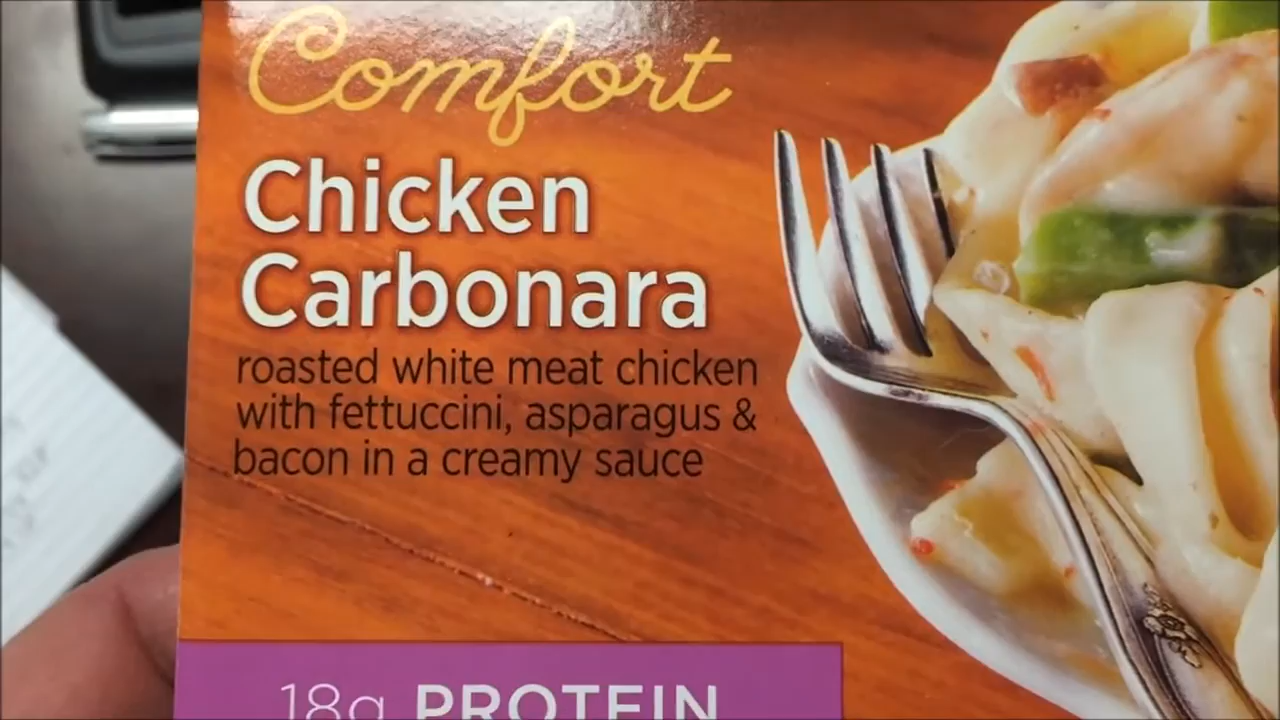 Comfort
Chicken
Carbonara
roasted white meat chicken
with fettuccini, asparagus &
bacon in a creamy sauce
18g PROTEIN